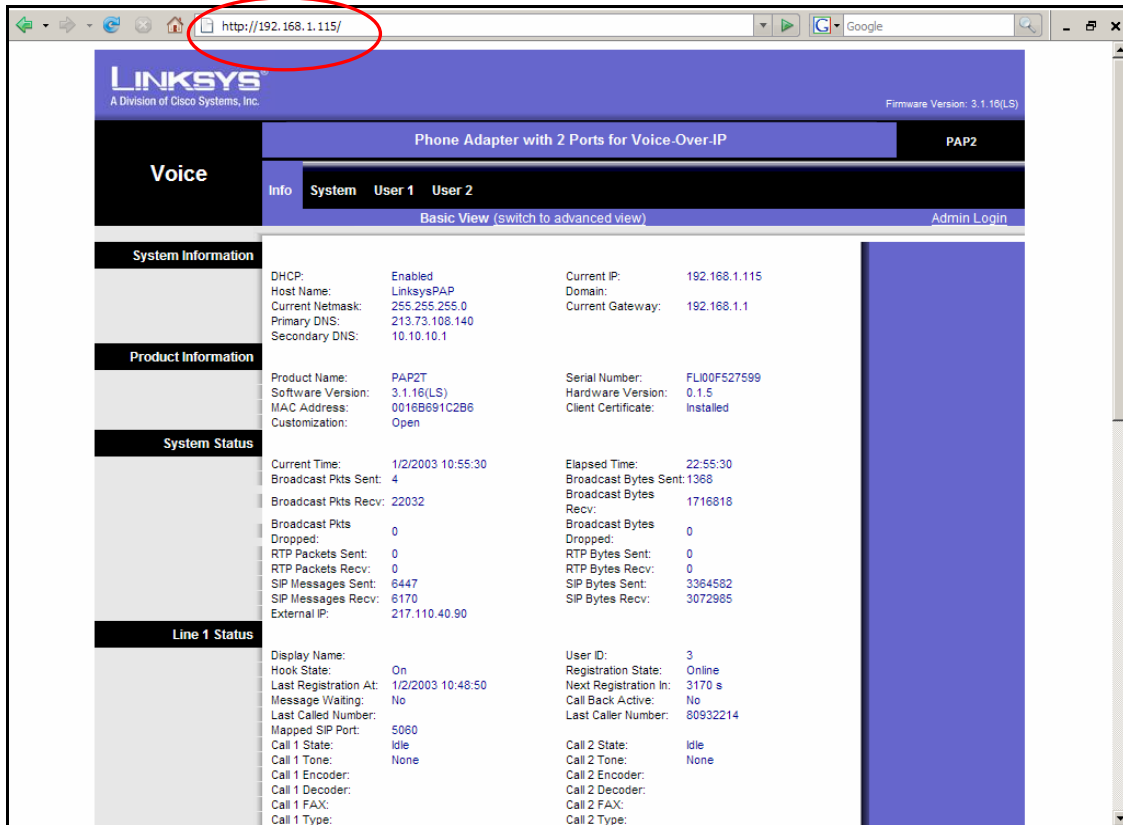 http://192.168.1.115/
G Google
LINKSYS®
A Division of Cisco Systems, Inc.
Firmware Version: 3.1.16(LS)
Phone Adapter with 2 Ports for Voice-Over-IP PAP2
Voice
Info System User 1 User 2
Basic View (switch to advanced view) Admin Login
System Information
DHCP: Enabled Current IP: 192.168.1.115
Host Name: LinksysPAP Domain:
Current Netmask: 255.255.255.0 Current Gateway: 192.168.1.1
Primary DNS: 213.73.108.140
Secondary DNS: 10.10.10.1
Product Information
Product Name: PAP2T Serial Number: FLI00F527599
Software Version: 3.1.16(LS) Hardware Version: 0.1.5
MAC Address: 0016B691C2B6 Client Certificate: Installed
Customization: Open
System Status
Current Time: 1/2/2003 10:55:30 Elapsed Time: 22:55:30
Broadcast Pkts Sent: 4 Broadcast Bytes Sent: 1368
Broadcast Pkts Recv: 22032 Broadcast Bytes Recv: 1716818
Broadcast Pkts Dropped: 0 Broadcast Bytes Dropped: 0
RTP Packets Sent: 0 RTP Bytes Sent: 0
RTP Packets Recv: 0 RTP Bytes Recv: 0
SIP Messages Sent: 6447 SIP Bytes Sent: 3364582
SIP Messages Recv: 6170 SIP Bytes Recv: 3072985
External IP: 217.110.40.90
Line 1 Status
Display Name: User ID: 3
Hook State: On Registration State: Online
Last Registration At: 1/2/2003 10:48:50 Next Registration In: 3170 s
Message Waiting: No Call Back Active: No
Last Called Number: Last Caller Number: 80932214
Mapped SIP Port: 5060
Call 1 State: Idle Call 2 State: Idle
Call 1 Tone: None Call 2 Tone: None
Call 1 Encoder: Call 2 Encoder:
Call 1 Decoder: Call 2 Decoder:
Call 1 FAX: Call 2 FAX:
Call 1 Type: Call 2 Type: